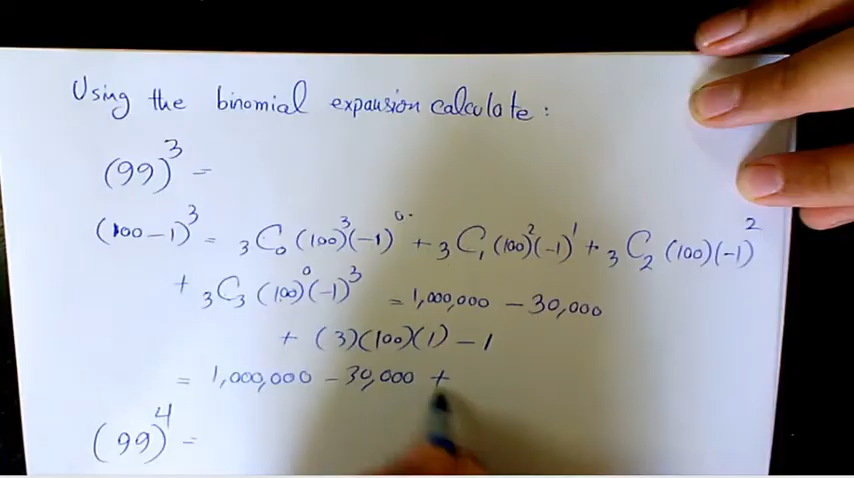 Using the binomial expansion calculate :
(99)³ =
(100-1)³ = ₃C₀ (100)³(-1)⁰ + ₃C₁ (100)²(-1)¹ + ₃C₂ (100)(-1)²
+ ₃C₃ (100)⁰(-1)³ = 1,000,000 - 30,000
+ (3)(100)(1) - 1
= 1,000,000 - 30,000 +
(99)⁴ =